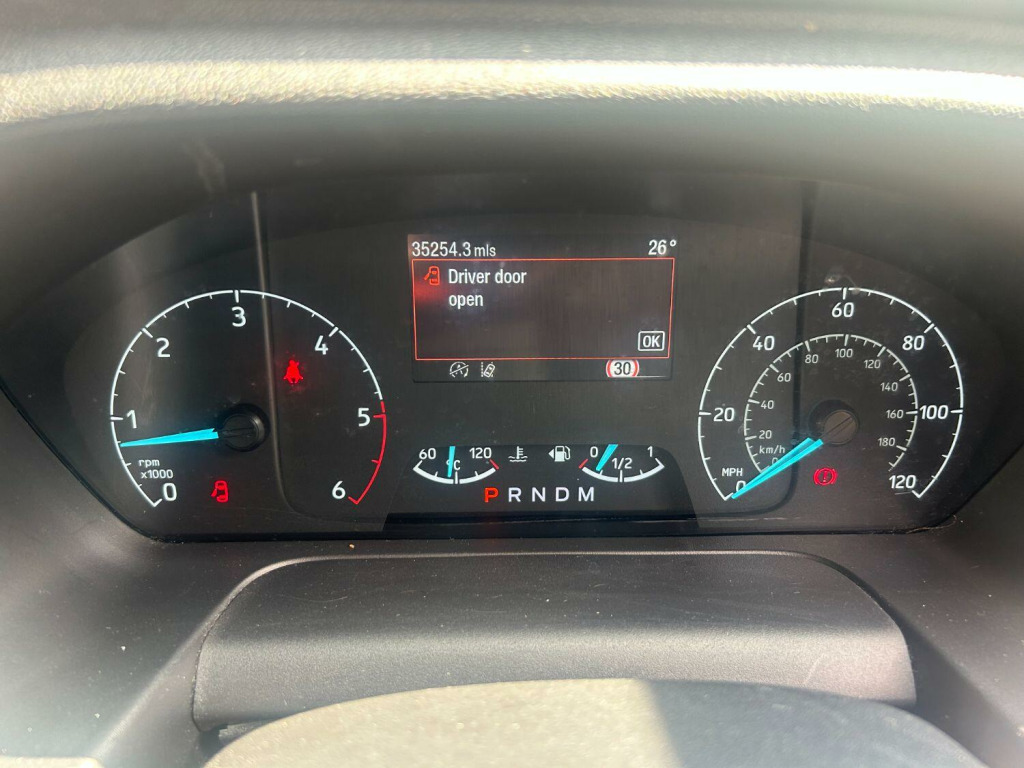 35254.3 mls 26°
Driver door
open
OK
30
0 1 2 3 4 5 6
rpm
x1000
60 120
°C
0 1/2 1
P R N D M
0 20 40 60 80 100 120
MPH
0 20 40 60 80 100 120 140 160 180
km/h